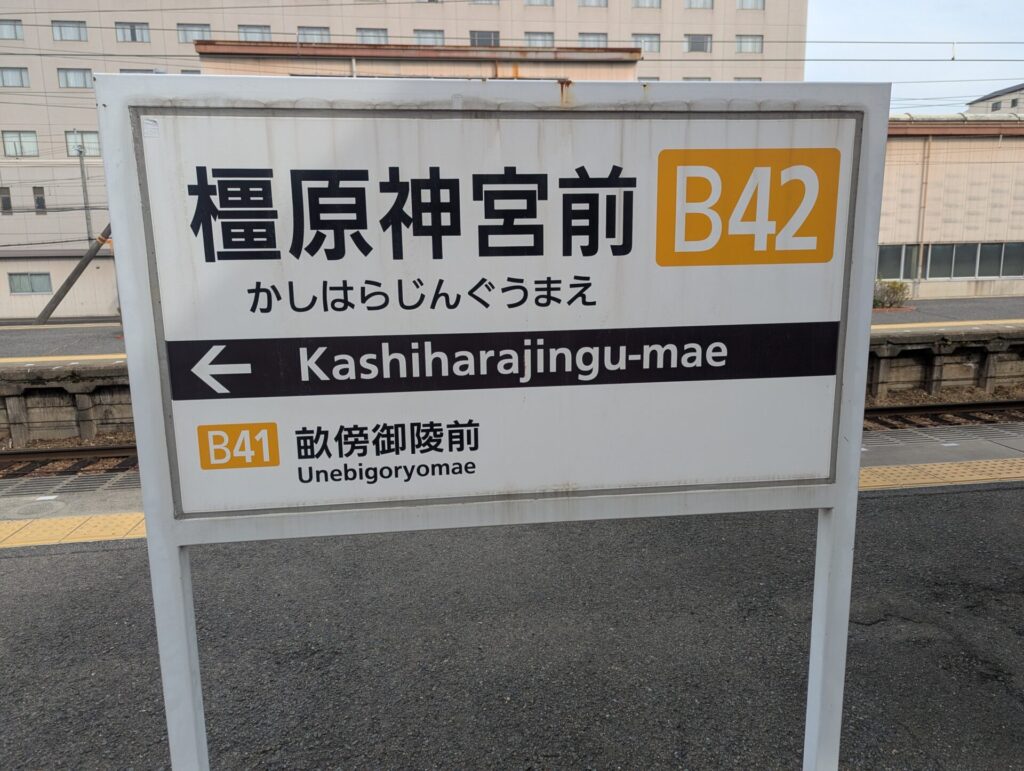 橿原神宮前 B42
かしはらじんぐうまえ
← Kashiharajingu-mae
B41 畝傍御陵前
Unebigoryomae